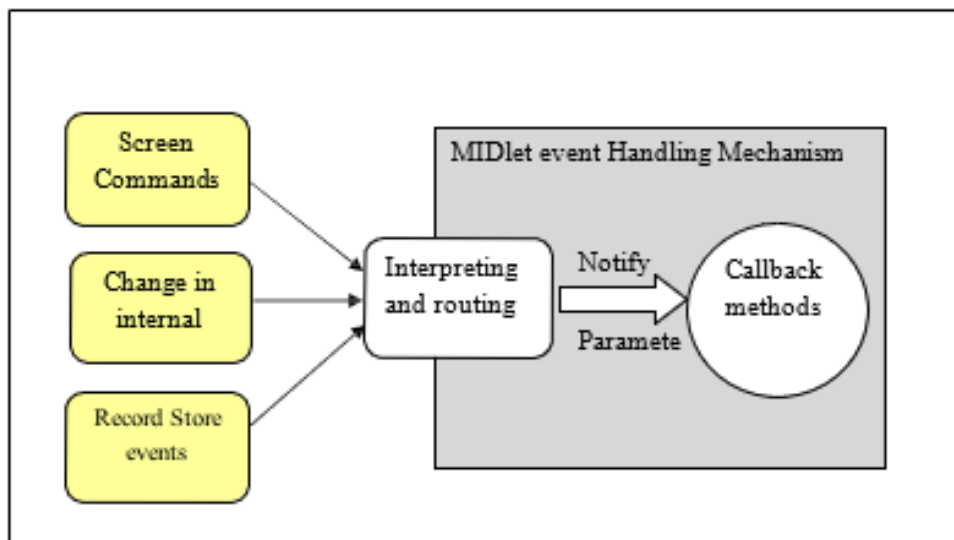 Screen
Commands
Change in
internal
Record Store
events
MIDlet event Handling Mechanism
Interpreting
and routing
Notify
Paramete
Callback
methods